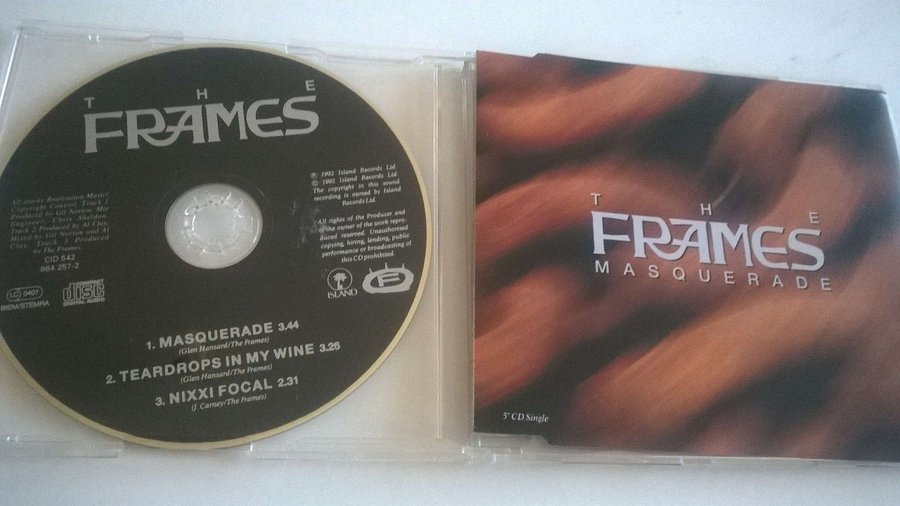 THE
FRAMES
All tracks Realisation Music/
Copyright Control. Track 1
Produced by Gil Norton. Mix
Engineer: Chris Sheldon.
Track 2 Produced by Al Clay.
Mixed by Gil Norton and Al
Clay. Track 3 Produced
by The Frames.
CID 542
864 257-2
LC 0407
BIEM/STEMRA
COMPACT
disc
DIGITAL AUDIO
℗ 1992 Island Records Ltd.
© 1992 Island Records Ltd.
The copyright in this sound
recording is owned by Island
Records Ltd.
All rights of the Producer and
the owner of the work repro-
duced reserved. Unauthorised
copying, hiring, lending, public
performance or broadcasting of
this CD prohibited.
ISLAND
1. MASQUERADE 3.44
(Glen Hansard/The Frames)
2. TEARDROPS IN MY WINE 3.26
(Glen Hansard/The Frames)
3. NIXXI FOCAL 2.31
(J. Carney/The Frames)
THE
FRAMES
MASQUERADE
5" CD Single